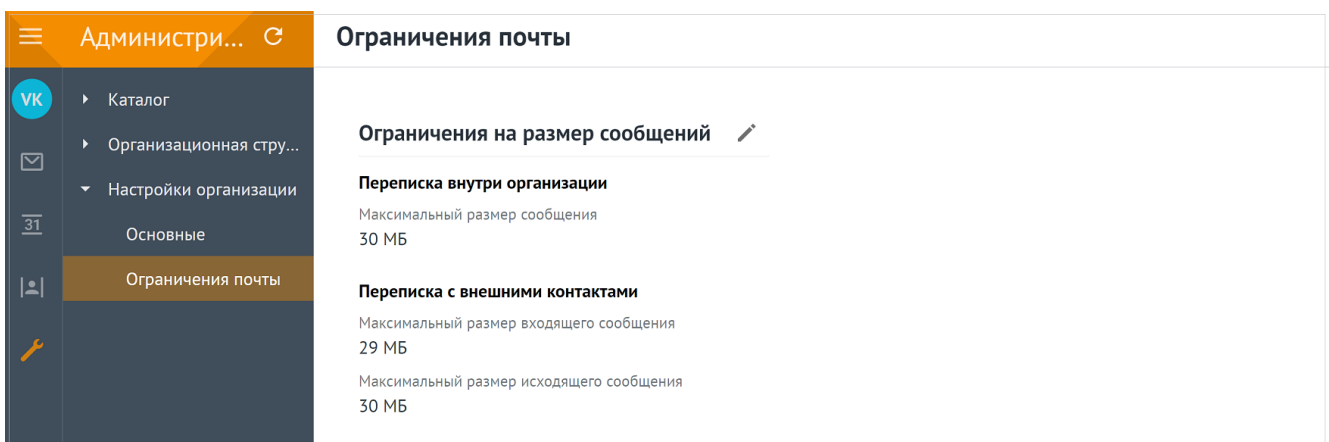 Администри...
Ограничения почты
VK
Каталог
Организационная стру...
31
Настройки организации
Основные
Ограничения почты
Ограничения на размер сообщений
Переписка внутри организации
Максимальный размер сообщения
30 МБ
Переписка с внешними контактами
Максимальный размер входящего сообщения
29 МБ
Максимальный размер исходящего сообщения
30 МБ